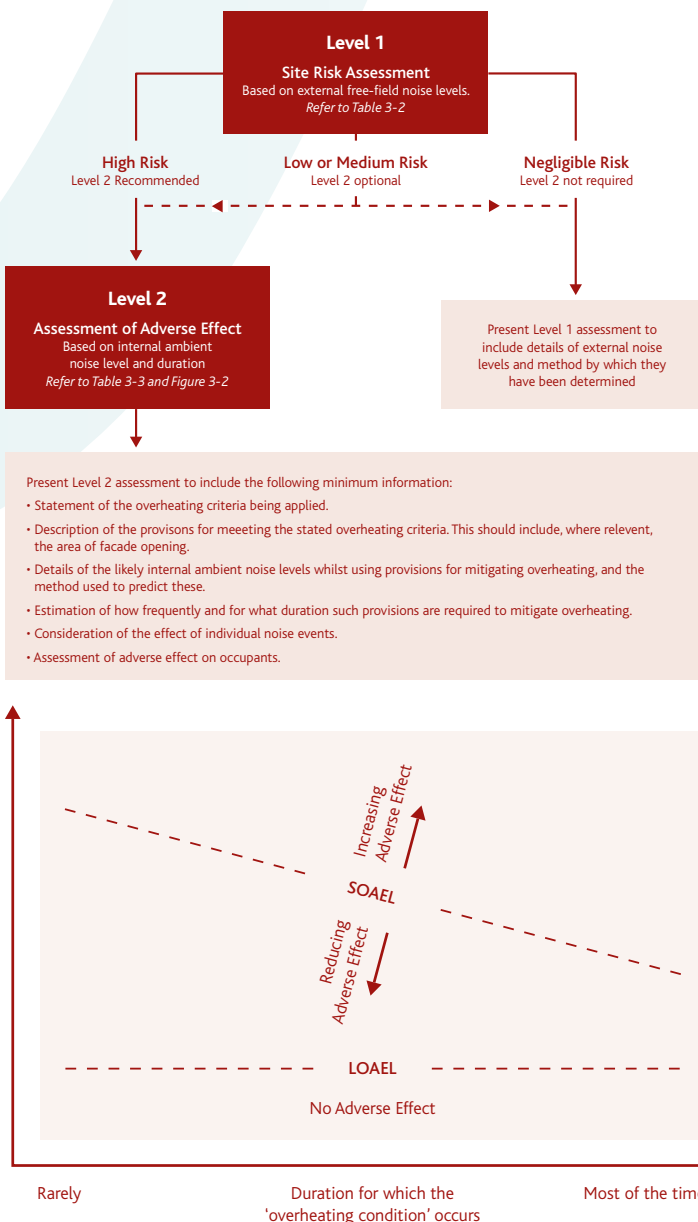 Level 1
Site Risk Assessment
Based on external free-field noise levels.
Refer to Table 3-2
High Risk
Level 2 Recommended
Low or Medium Risk
Level 2 optional
Negligible Risk
Level 2 not required
Level 2
Assessment of Adverse Effect
Based on internal ambient
noise level and duration
Refer to Table 3-3 and Figure 3-2
Present Level 1 assessment to
include details of external noise
levels and method by which they
have been determined
Present Level 2 assessment to include the following minimum information:
• Statement of the overheating criteria being applied.
• Description of the provisons for meeeting the stated overheating criteria. This should include, where relevent,
the area of facade opening.
• Details of the likely internal ambient noise levels whilst using provisions for mitigating overheating, and the
method used to predict these.
• Estimation of how frequently and for what duration such provisions are required to mitigate overheating.
• Consideration of the effect of individual noise events.
• Assessment of adverse effect on occupants.
Increasing
Adverse Effect
SOAEL
Reducing
Adverse Effect
LOAEL
No Adverse Effect
Rarely
Duration for which the
'overheating condition' occurs
Most of the time